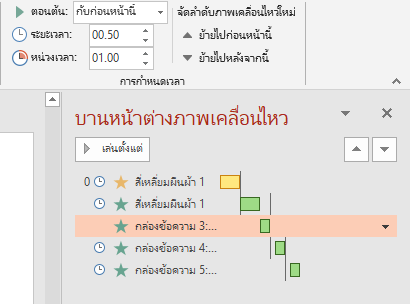 ตอนต้น: กับก่อนหน้านี้
ระยะเวลา: 00.50
หน่วงเวลา: 01.00
จัดลำดับภาพเคลื่อนไหวใหม่
ย้ายไปก่อนหน้านี้
ย้ายไปหลังจากนี้
การกำหนดเวลา
บานหน้าต่างภาพเคลื่อนไหว
เล่นตั้งแต่
0 สี่เหลี่ยมผืนผ้า 1
สี่เหลี่ยมผืนผ้า 1
กล่องข้อความ 3:...
กล่องข้อความ 4:...
กล่องข้อความ 5:...